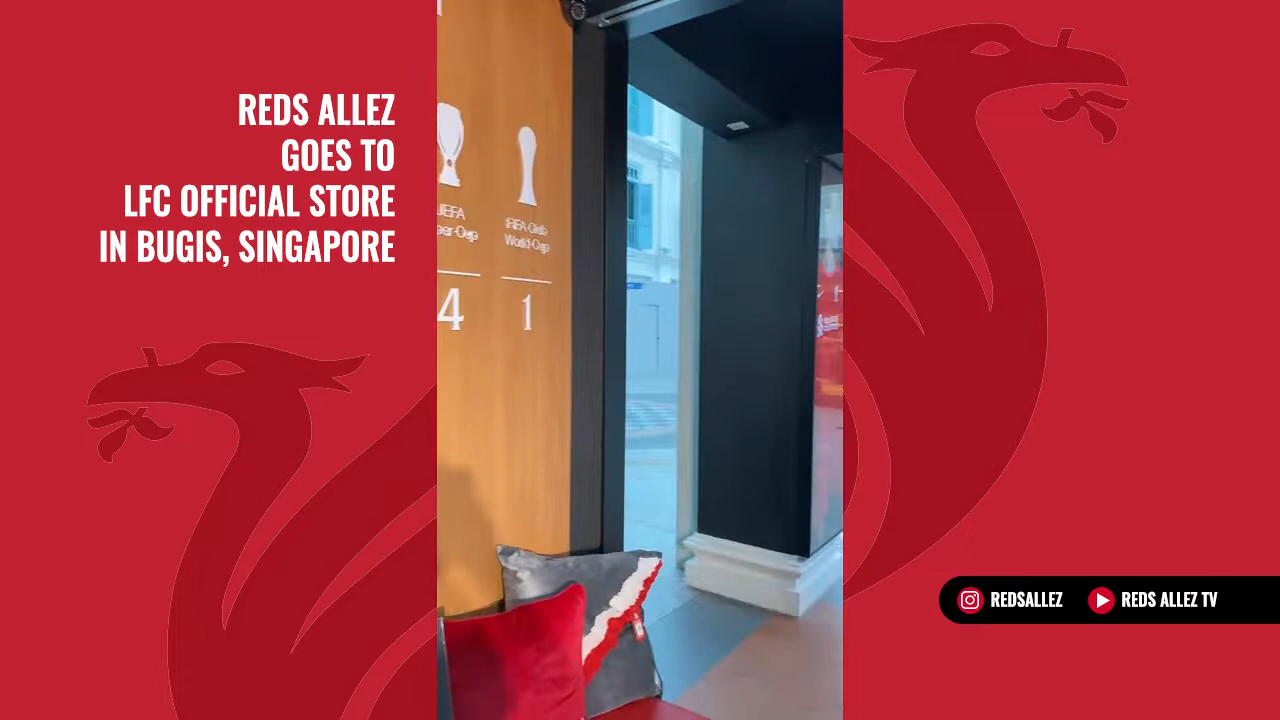 REDS ALLEZ
GOES TO
LFC OFFICIAL STORE
IN BUGIS, SINGAPORE
FIFA Club
World Cup
4
1
REDSALLEZ
REDS ALLEZ TV